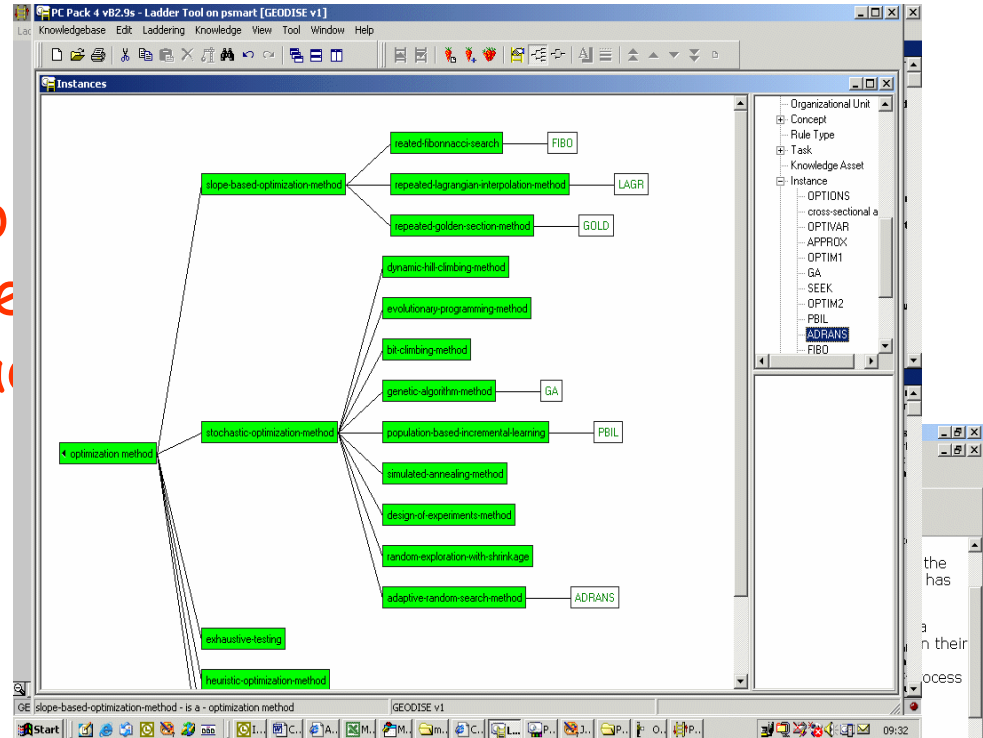 PC Pack 4 vB2.9s - Ladder Tool on psmart [GEODISE v1]
Lad
Knowledgebase Edit Laddering Knowledge View Tool Window Help
Instances
reated-fibonnacci-search
FIBO
slope-based-optimization-method
repeated-lagrangian-interpolation-method
LAGR
repeated-golden-section-method
GOLD
dynamic-hill-climbing-method
evolutionary-programming-method
bit-climbing-method
genetic-algorithm-method
GA
stochastic-optimization-method
population-based-incremental-learning
PBIL
optimization method
simulated-annealing-method
design-of-experiments-method
random-exploration-with-shrinkage
adaptive-random-search-method
ADRANS
exhaustive-testing
heuristic-optimization-method
Organizational Unit
Concept
Rule Type
Task
Knowledge Asset
Instance
OPTIONS
cross-sectional a
OPTIVAR
APPROX
OPTIM1
GA
SEEK
OPTIM2
PBIL
ADRANS
FIBO
the
has
a
n their
ocess
GE slope-based-optimization-method - is a - optimization method
GEODISE v1
Start
I... C... A... M... M... m... C... L... P... J... P... O.. P...
09:32